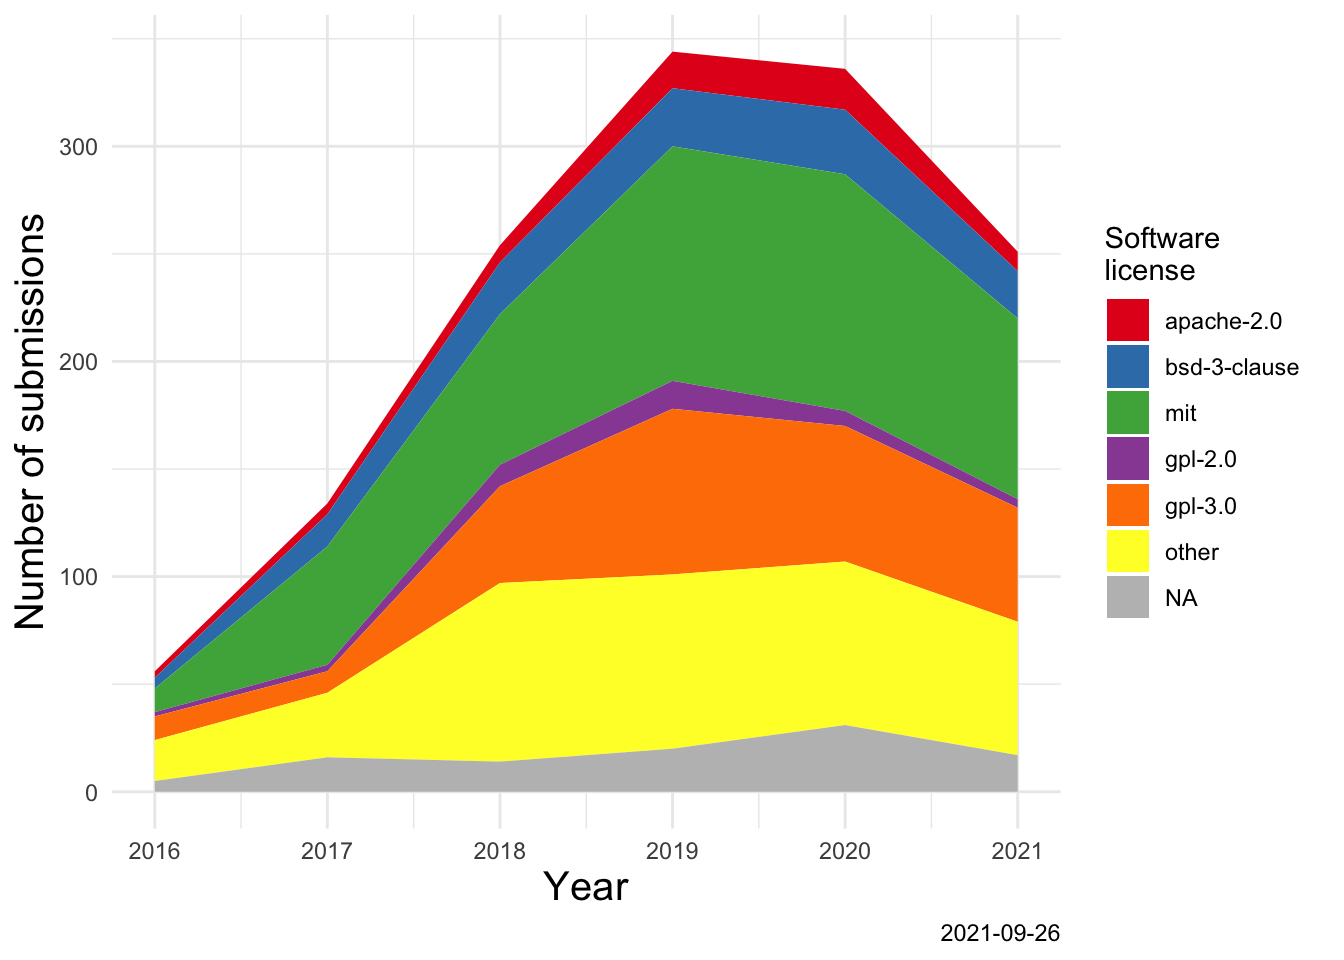 Number of submissions
300
200
100
0
2016 2017 2018 2019 2020 2021
Year
2021-09-26
Software
license
apache-2.0
bsd-3-clause
mit
gpl-2.0
gpl-3.0
other
NA